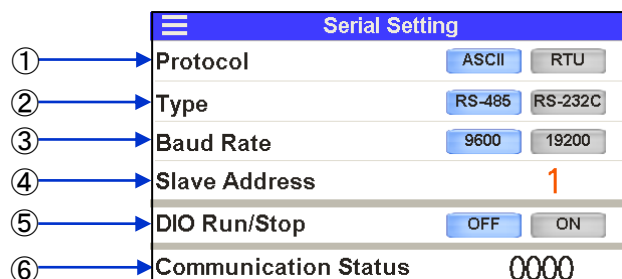 Serial Setting
① Protocol ASCII RTU
② Type RS-485 RS-232C
③ Baud Rate 9600 19200
④ Slave Address 1
⑤ DIO Run/Stop OFF ON
⑥ Communication Status 0000